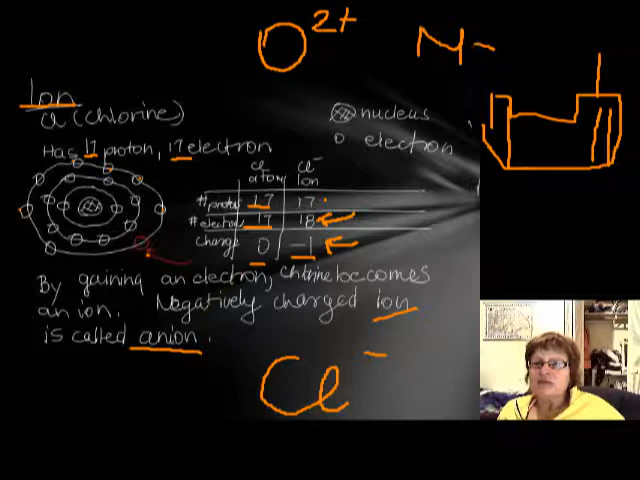 O2+
N-
Ion
Cl (chlorine)
nucleus
electron
Has 17 proton, 17 electron
Cl atom
Cl- ion
# proton 17 17
# electron 17 18
charge 0 -1
By gaining an electron, chlorine becomes
an ion. Negatively charged ion
is called anion.
Cl-